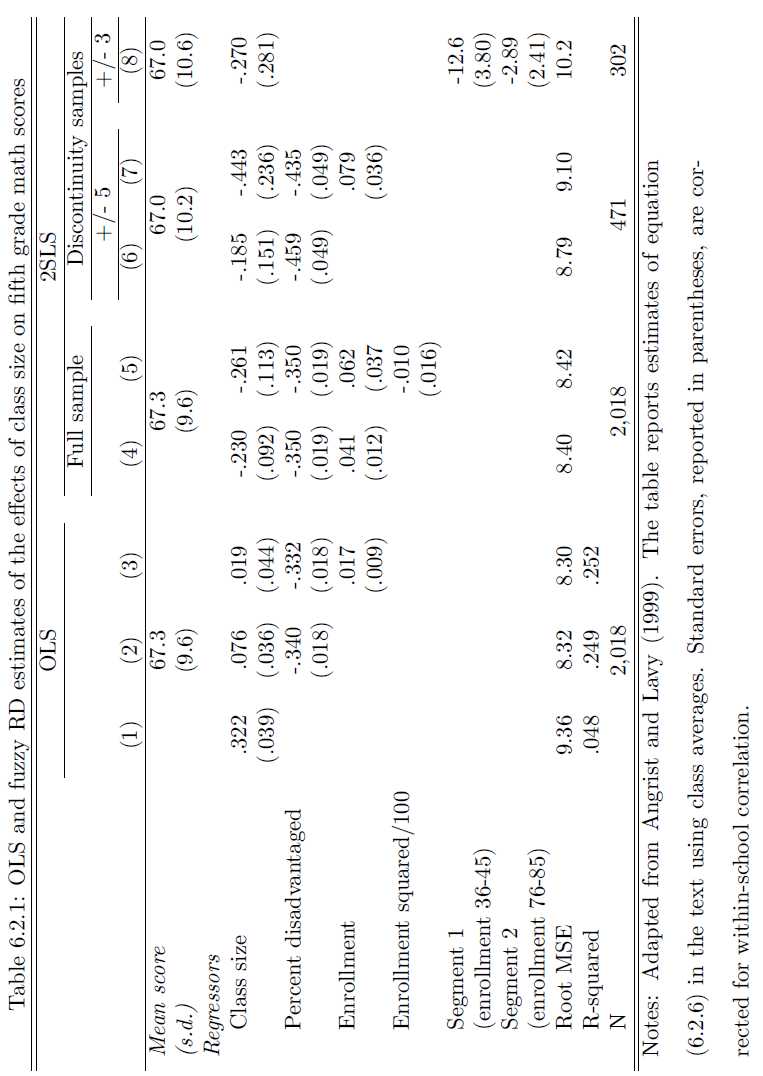 Table 6.2.1: OLS and fuzzy RD estimates of the effects of class size on fifth grade math scores
OLS 2SLS
Full sample Discontinuity samples
+/- 5 +/- 3
(1) (2) (3) (4) (5) (6) (7) (8)
Mean score 67.3 67.3 67.0 67.0
(s.d.) (9.6) (9.6) (10.2) (10.6)
Regressors
Class size .322 .076 .019 -.230 -.261 -.185 -.443 -.270
(.039) (.036) (.044) (.092) (.113) (.151) (.236) (.281)
Percent disadvantaged -.340 -.332 -.350 -.350 -.459 -.435
(.018) (.018) (.019) (.019) (.049) (.049)
Enrollment .017 .041 .062 .079
(.009) (.012) (.037 (.036)
Enrollment squared/100 -.010
(.016)
Segment 1 -12.6
(enrollment 36-45) (3.80)
Segment 2 -2.89
(enrollment 76-85) (2.41)
Root MSE 9.36 8.32 8.30 8.40 8.42 8.79 9.10 10.2
R-squared .048 .249 .252
N 2,018 2,018 471 302
Notes: Adapted from Angrist and Lavy (1999). The table reports estimates of equation
(6.2.6) in the text using class averages. Standard errors, reported in parentheses, are cor-
rected for within-school correlation.